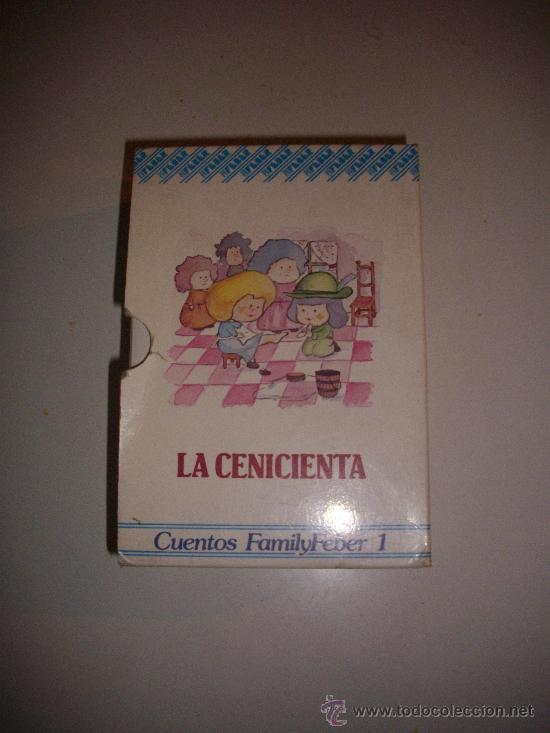 LA CENICIENTA
Cuentos FamilyFeber 1
www.todocoleccion.net